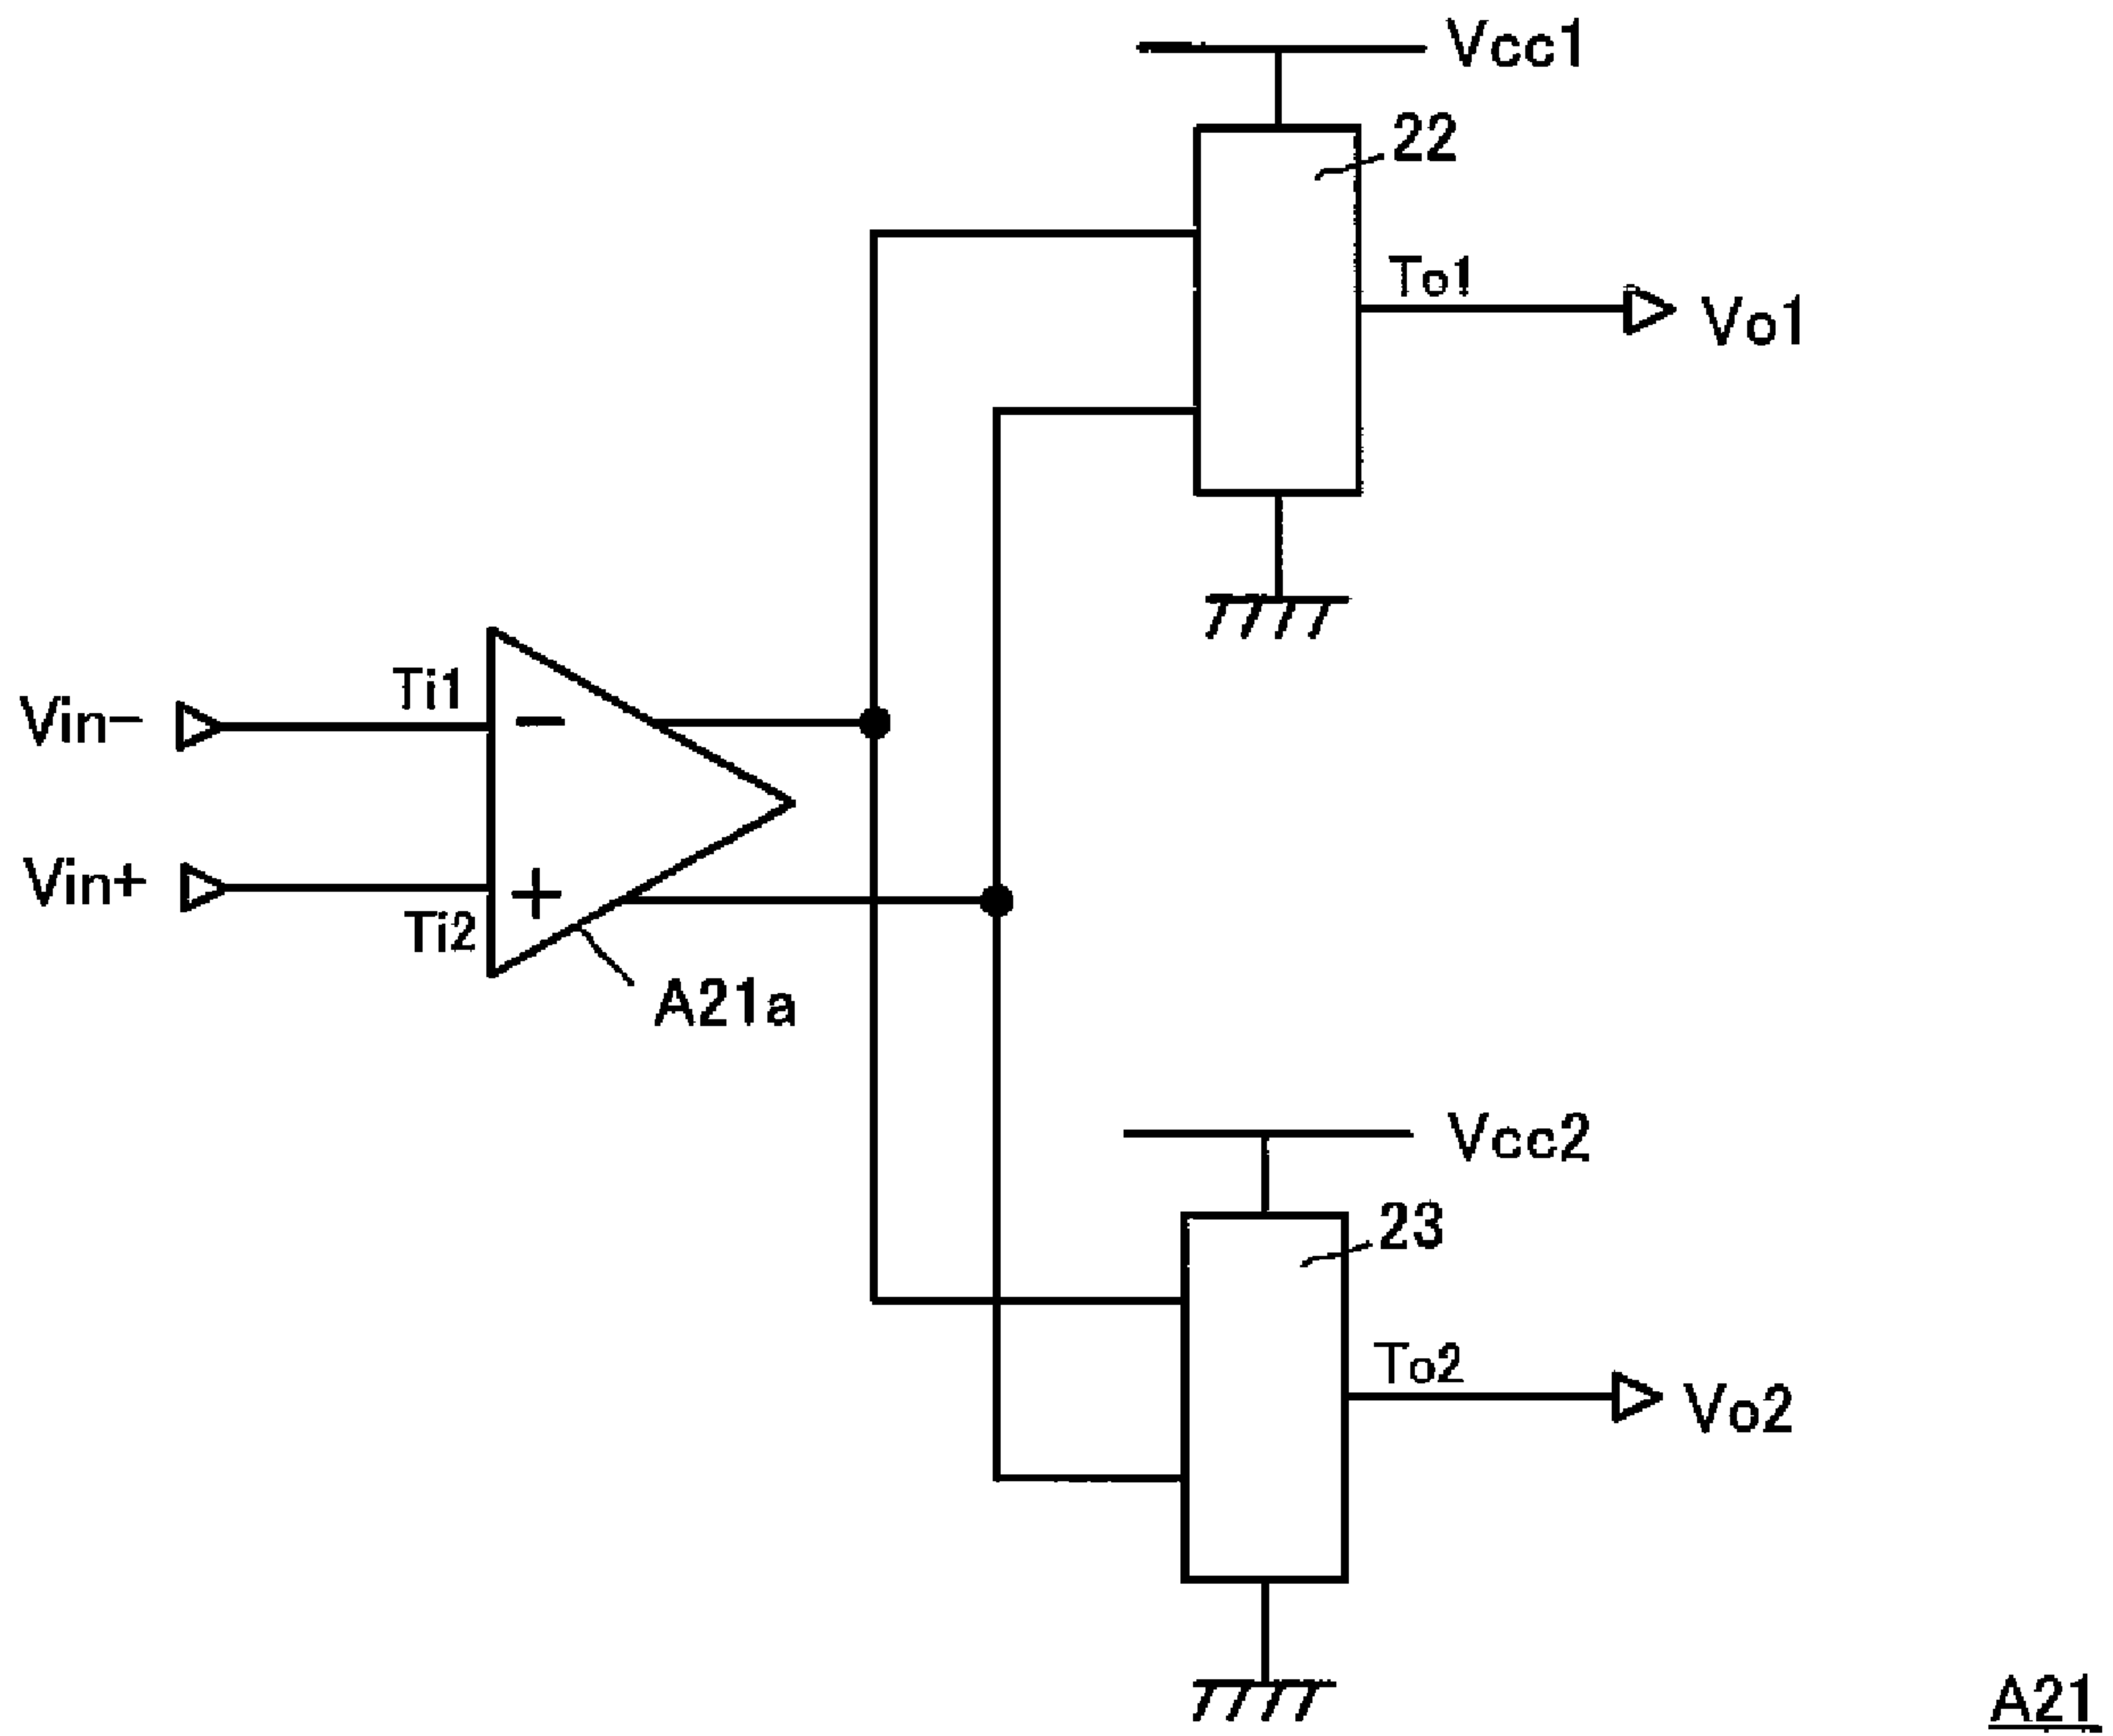 Vcc1
22
To1
Vo1
Ti1
Vin−
−
Vin+
+
Ti2
A21a
Vcc2
23
To2
Vo2
A21